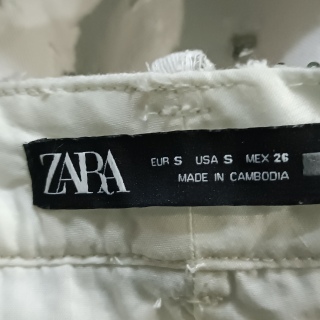 ZARA
EUR S USA S MEX 26
MADE IN CAMBODIA